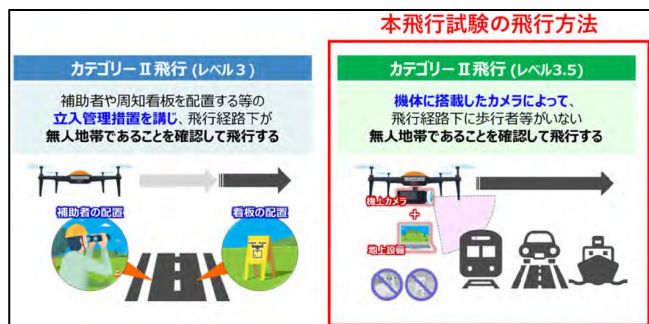 本飛行試験の飛行方法
カテゴリーⅡ飛行 (レベル3)
補助者や周知看板を配置する等の
立入管理措置を講じ、飛行経路下が
無人地帯であることを確認して飛行する
補助者の配置
看板の配置
カテゴリーⅡ飛行 (レベル3.5)
機体に搭載したカメラによって、
飛行経路下に歩行者等がいない
無人地帯であることを確認して飛行する
機上カメラ
+
地上設備